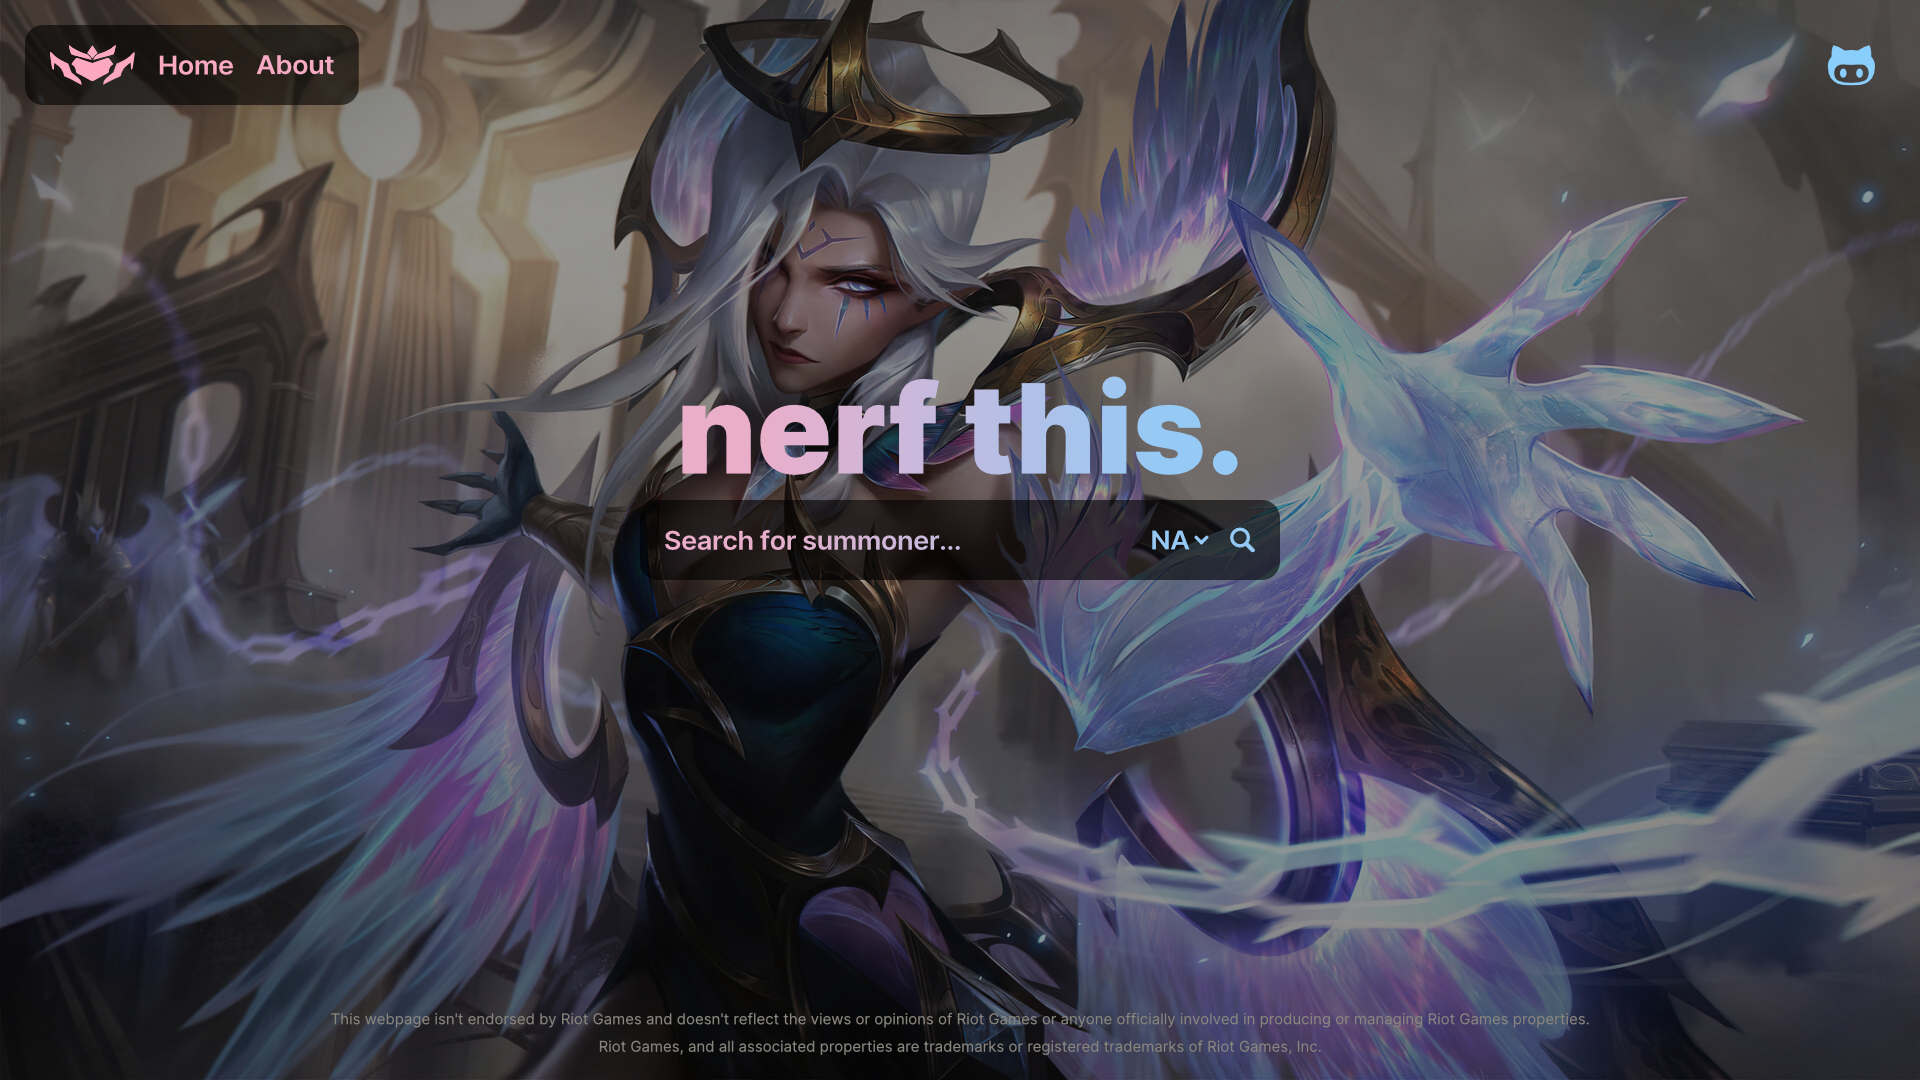 Home About
nerf this.
Search for summoner... NA
This webpage isn't endorsed by Riot Games and doesn't reflect the views or opinions of Riot Games or anyone officially involved in producing or managing Riot Games properties.
Riot Games, and all associated properties are trademarks or registered trademarks of Riot Games, Inc.